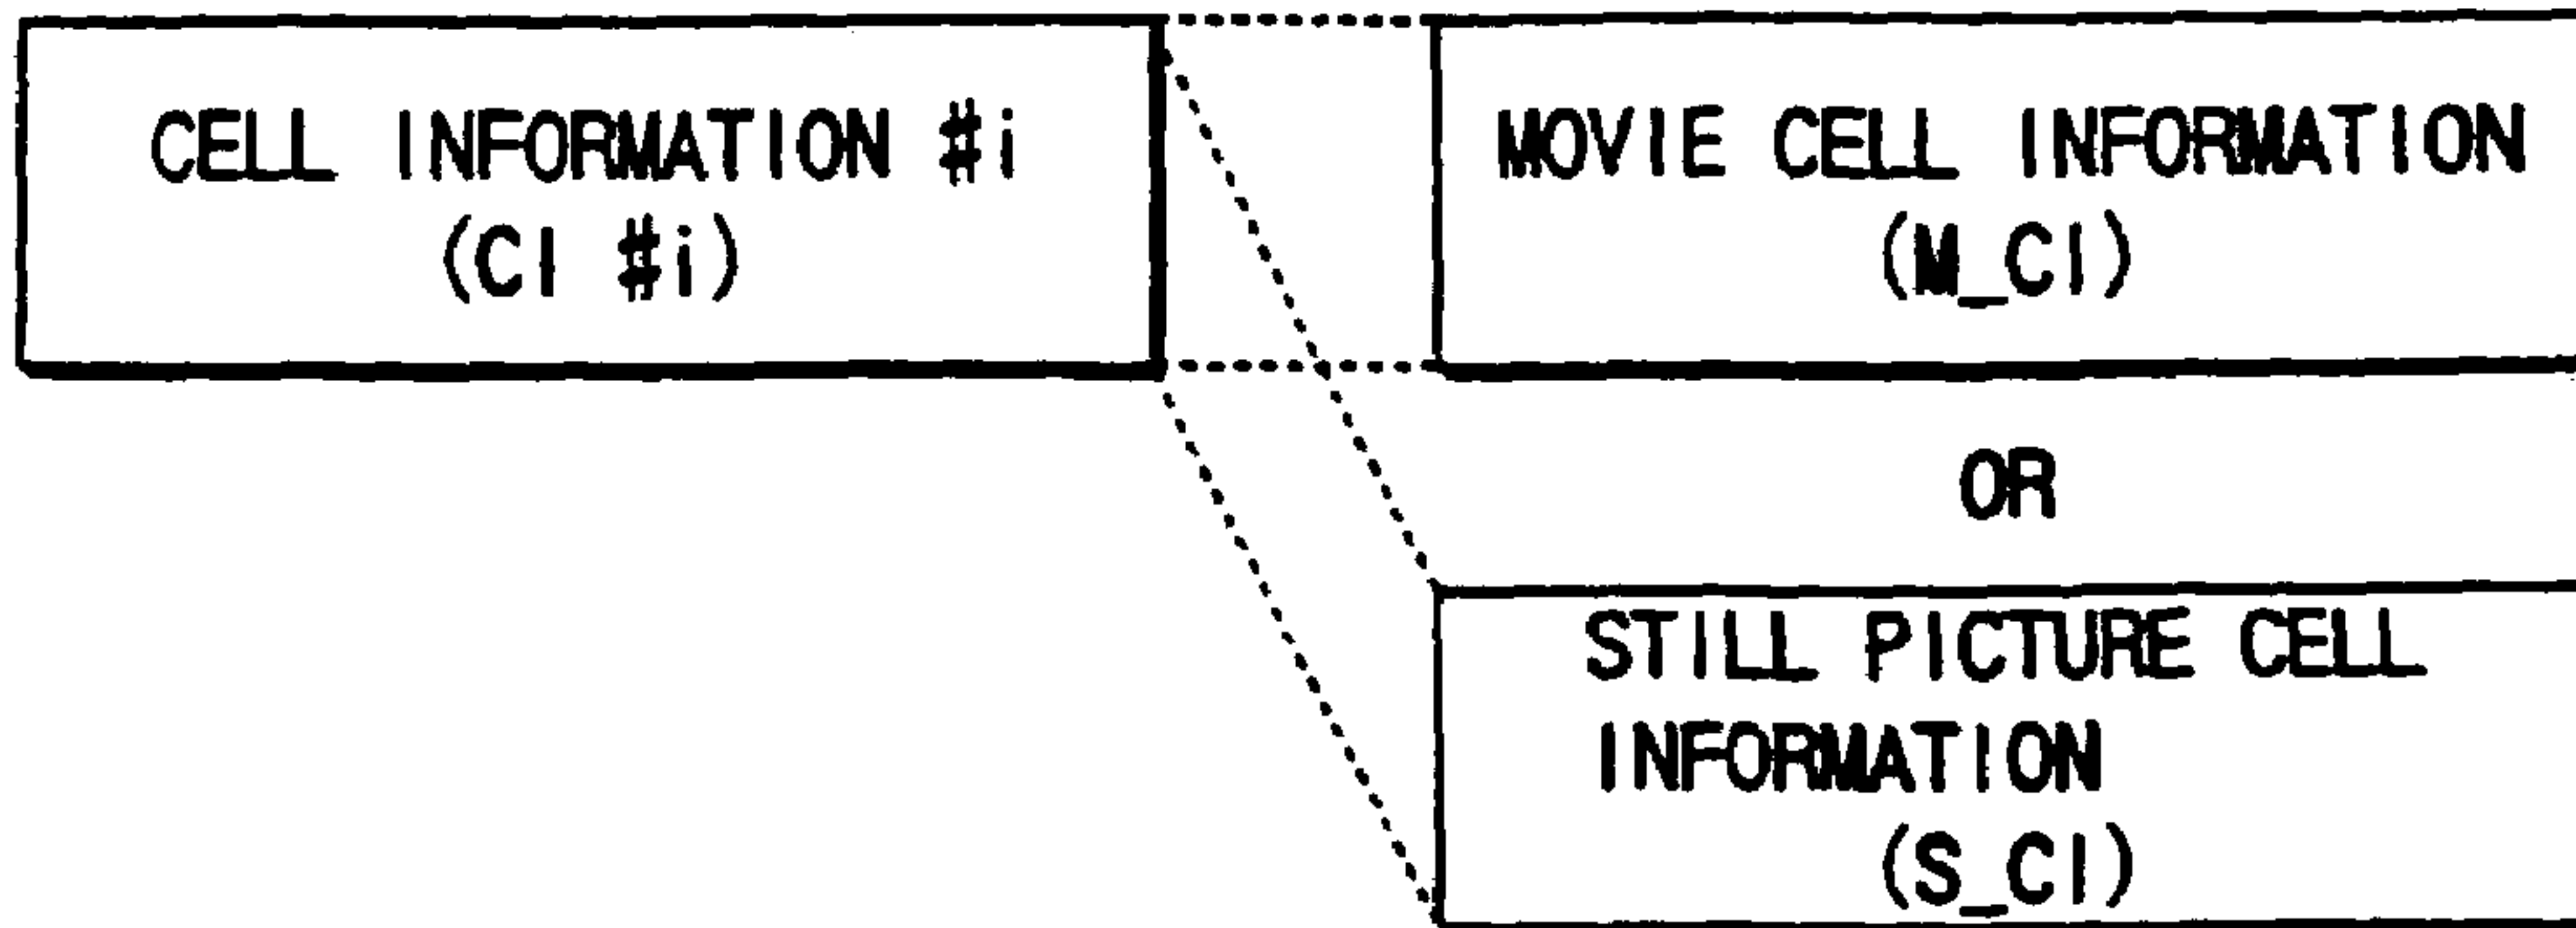 CELL INFORMATION #i
(CI #i)
MOVIE CELL INFORMATION
(M_CI)
OR
STILL PICTURE CELL
INFORMATION
(S_CI)